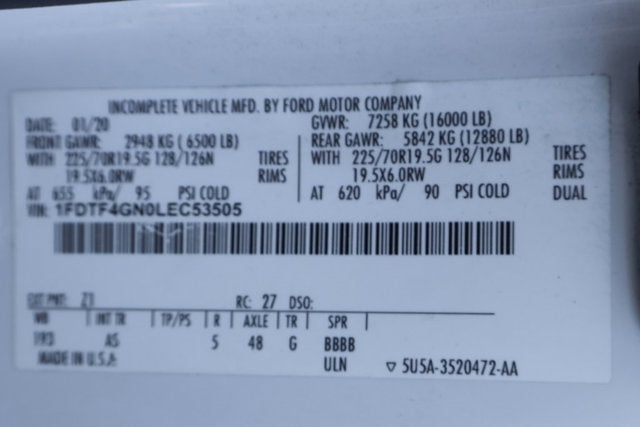 INCOMPLETE VEHICLE MFD. BY FORD MOTOR COMPANY
DATE: 01/20 GVWR: 7258 KG (16000 LB)
FRONT GAWR: 2948 KG (6500 LB) REAR GAWR: 5842 KG (12880 LB)
WITH 225/70R19.5G 128/126N TIRES WITH 225/70R19.5G 128/126N TIRES
19.5X6.0RW RIMS 19.5X6.0RW RIMS
AT 655 kPa/ 95 PSI COLD AT 620 kPa/ 90 PSI COLD DUAL
VIN: 1FDTF4GN0LEC53505
EXT PNT: Z1 RC: 27 DSO:
WB | INT TR | TP/PS | R | AXLE | TR | SPR |
193 AS 5 48 G BBBB
MADE IN U.S.A. ULN ▽ 5U5A-3520472-AA